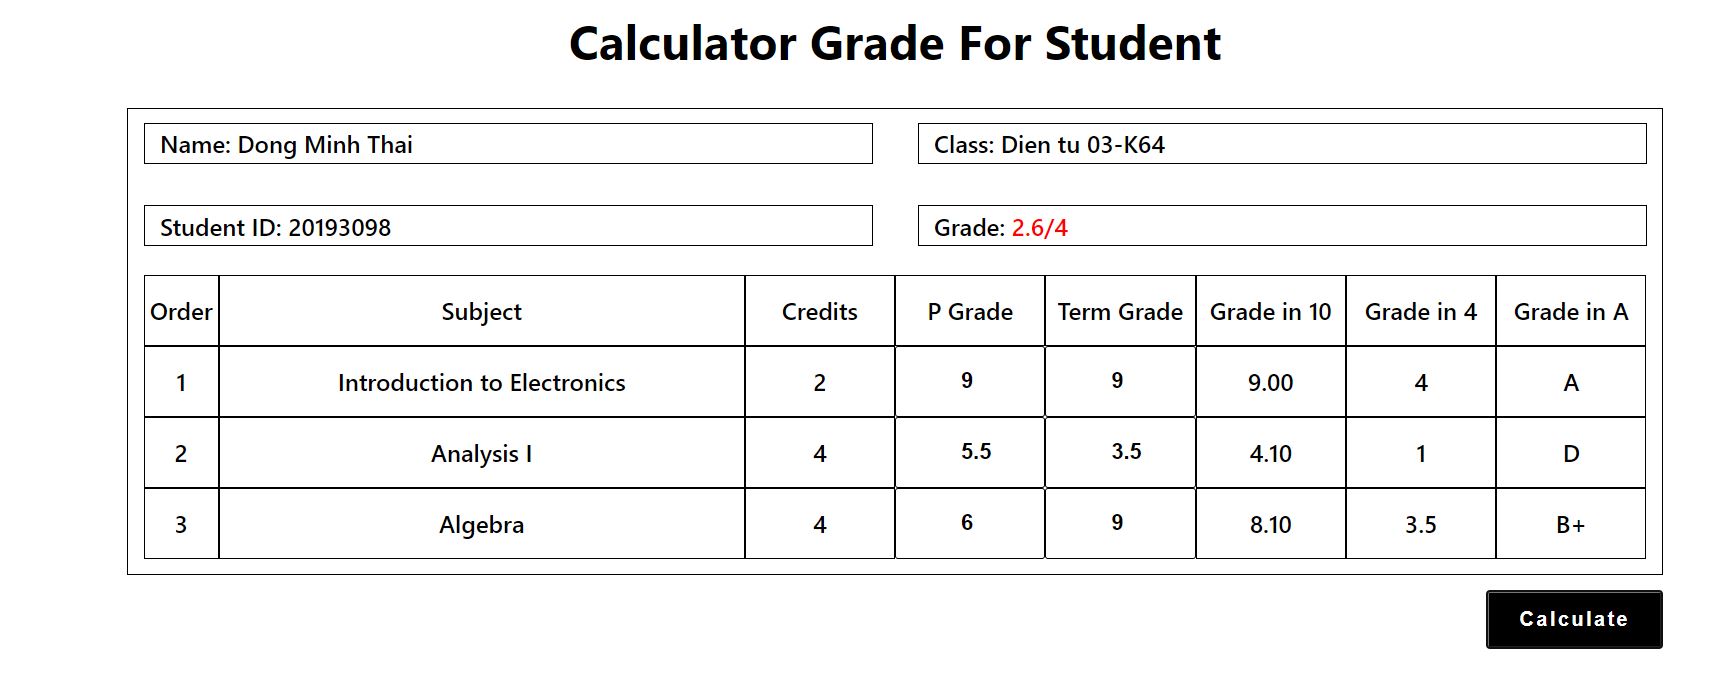 Calculator Grade For Student
Name: Dong Minh Thai
Class: Dien tu 03-K64
Student ID: 20193098
Grade: 2.6/4
Order Subject Credits P Grade Term Grade Grade in 10 Grade in 4 Grade in A
1 Introduction to Electronics 2 9 9 9.00 4 A
2 Analysis I 4 5.5 3.5 4.10 1 D
3 Algebra 4 6 9 8.10 3.5 B+
Calculate